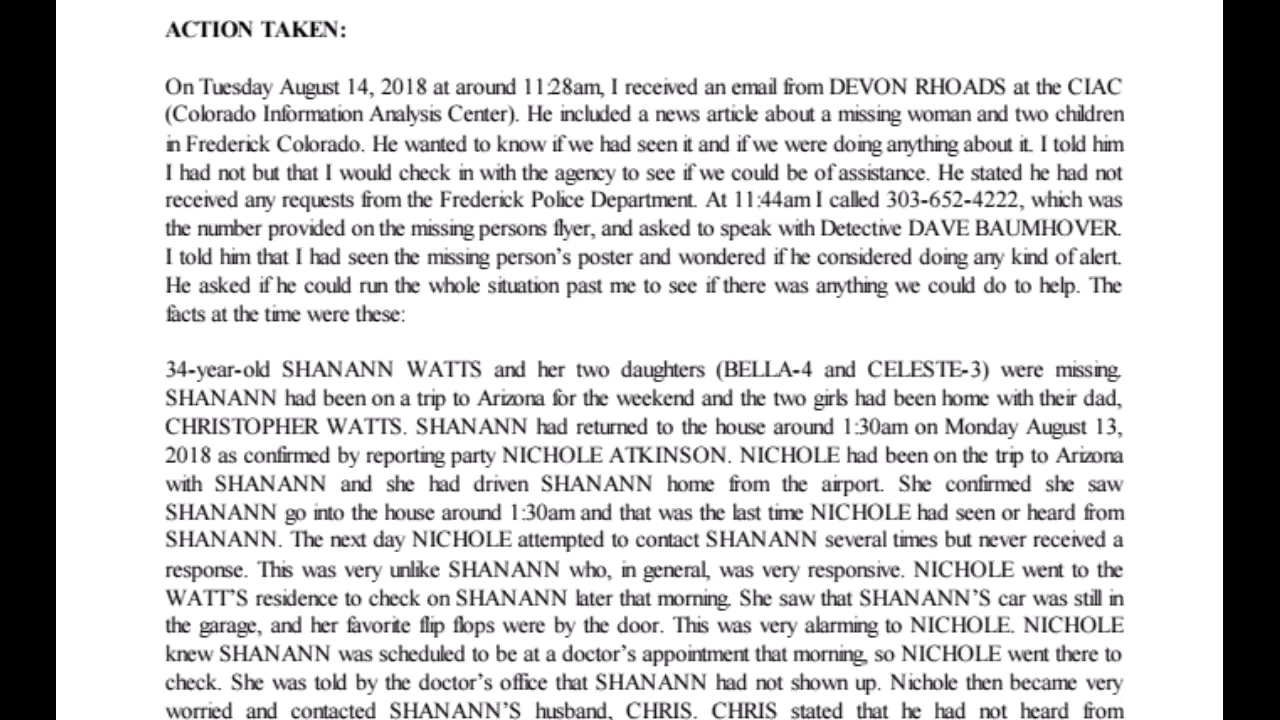 ACTION TAKEN:
On Tuesday August 14, 2018 at around 11:28am, I received an email from DEVON RHOADS at the CIAC
(Colorado Information Analysis Center). He included a news article about a missing woman and two children
in Frederick Colorado. He wanted to know if we had seen it and if we were doing anything about it. I told him
I had not but that I would check in with the agency to see if we could be of assistance. He stated he had not
received any requests from the Frederick Police Department. At 11:44am I called 303-652-4222, which was
the number provided on the missing persons flyer, and asked to speak with Detective DAVE BAUMHOVER.
I told him that I had seen the missing person's poster and wondered if he considered doing any kind of alert.
He asked if he could run the whole situation past me to see if there was anything we could do to help. The
facts at the time were these:
34-year-old SHANANN WATTS and her two daughters (BELLA-4 and CELESTE-3) were missing.
SHANANN had been on a trip to Arizona for the weekend and the two girls had been home with their dad,
CHRISTOPHER WATTS. SHANANN had returned to the house around 1:30am on Monday August 13,
2018 as confirmed by reporting party NICHOLE ATKINSON. NICHOLE had been on the trip to Arizona
with SHANANN and she had driven SHANANN home from the airport. She confirmed she saw
SHANANN go into the house around 1:30am and that was the last time NICHOLE had seen or heard from
SHANANN. The next day NICHOLE attempted to contact SHANANN several times but never received a
response. This was very unlike SHANANN who, in general, was very responsive. NICHOLE went to the
WATT'S residence to check on SHANANN later that morning. She saw that SHANANN'S car was still in
the garage, and her favorite flip flops were by the door. This was very alarming to NICHOLE. NICHOLE
knew SHANANN was scheduled to be at a doctor's appointment that morning, so NICHOLE went there to
check. She was told by the doctor's office that SHANANN had not shown up. Nichole then became very
worried and contacted SHANANN'S husband, CHRIS. CHRIS stated that he had not heard from